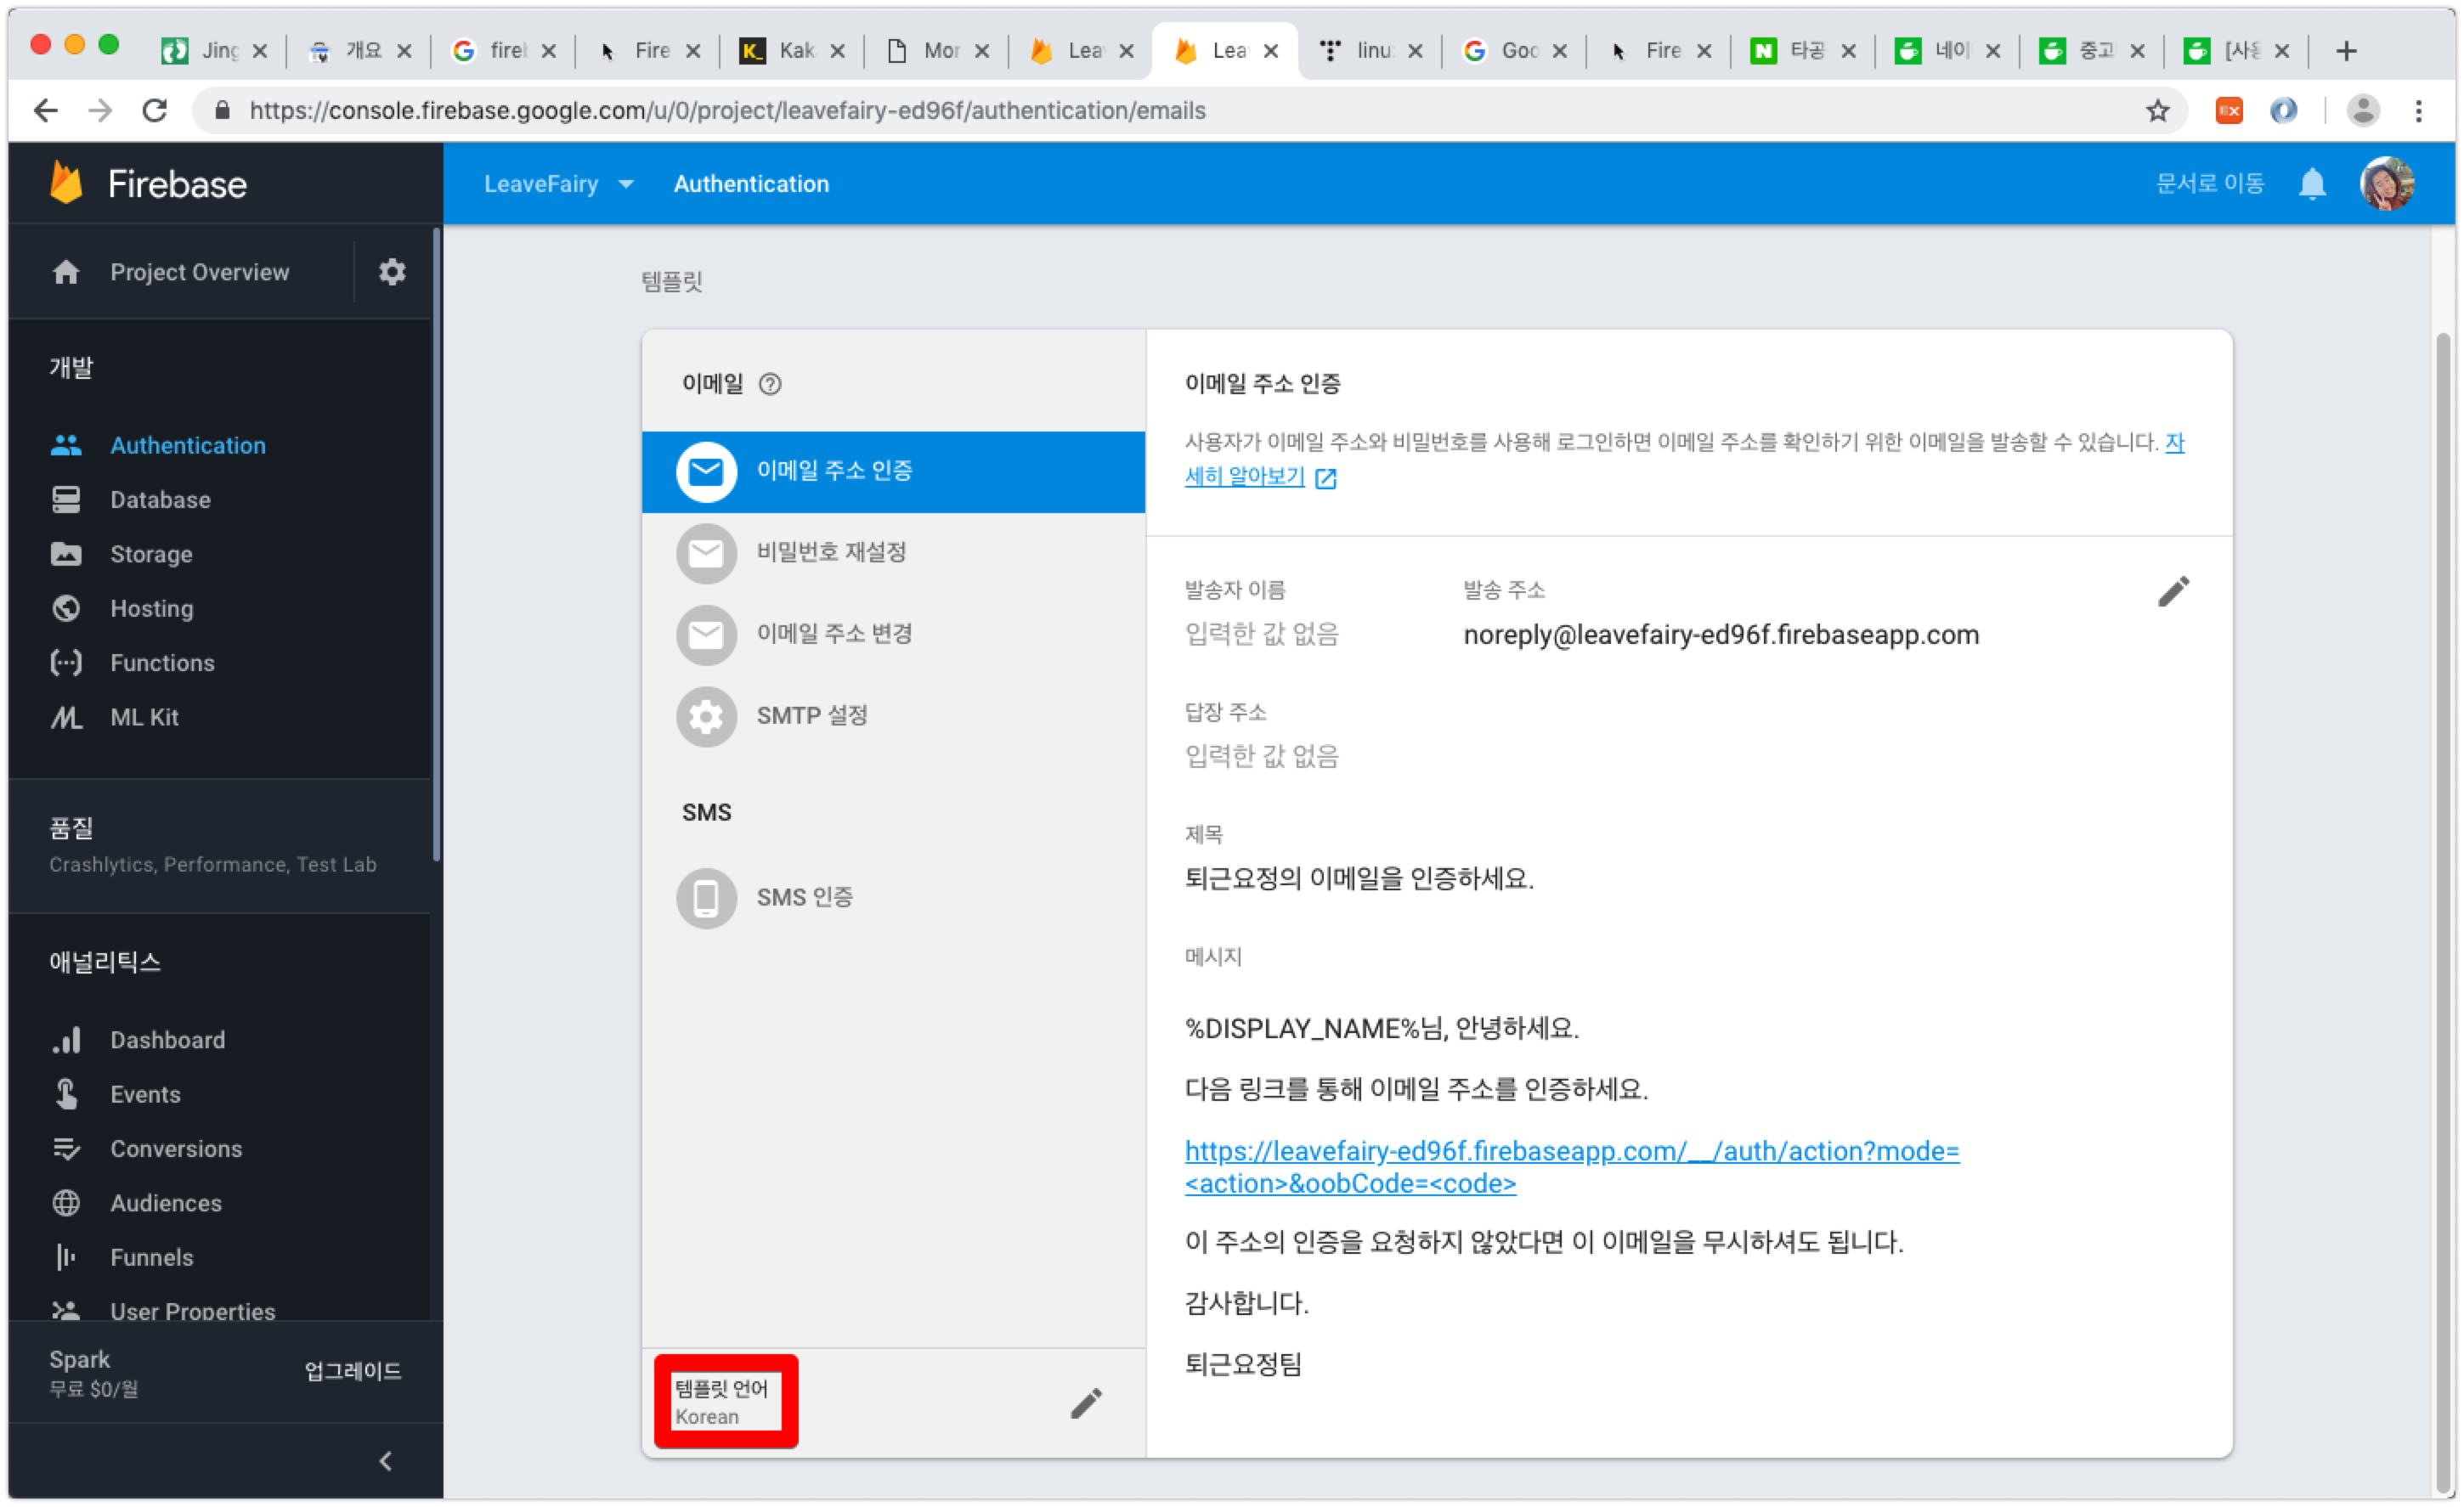 Jing
개요
fire
Fire
Kak
Mor
Lea
Lea
linu
Goo
Fire
타공
네이
중고
[사용
https://console.firebase.google.com/u/0/project/leavefairy-ed96f/authentication/emails
Firebase
LeaveFairy
Authentication
문서로 이동
Project Overview
개발
Authentication
Database
Storage
Hosting
Functions
ML Kit
품질
Crashlytics, Performance, Test Lab
애널리틱스
Dashboard
Events
Conversions
Audiences
Funnels
User Properties
Spark
무료 $0/월
업그레이드
템플릿
이메일
이메일 주소 인증
비밀번호 재설정
이메일 주소 변경
SMTP 설정
SMS
SMS 인증
템플릿 언어
Korean
이메일 주소 인증
사용자가 이메일 주소와 비밀번호를 사용해 로그인하면 이메일 주소를 확인하기 위한 이메일을 발송할 수 있습니다. 자
세히 알아보기
발송자 이름
입력한 값 없음
발송 주소
noreply@leavefairy-ed96f.firebaseapp.com
답장 주소
입력한 값 없음
제목
퇴근요정의 이메일을 인증하세요.
메시지
%DISPLAY_NAME%님, 안녕하세요.
다음 링크를 통해 이메일 주소를 인증하세요.
https://leavefairy-ed96f.firebaseapp.com/__/auth/action?mode=
<action>&oobCode=<code>
이 주소의 인증을 요청하지 않았다면 이 이메일을 무시하셔도 됩니다.
감사합니다.
퇴근요정팀